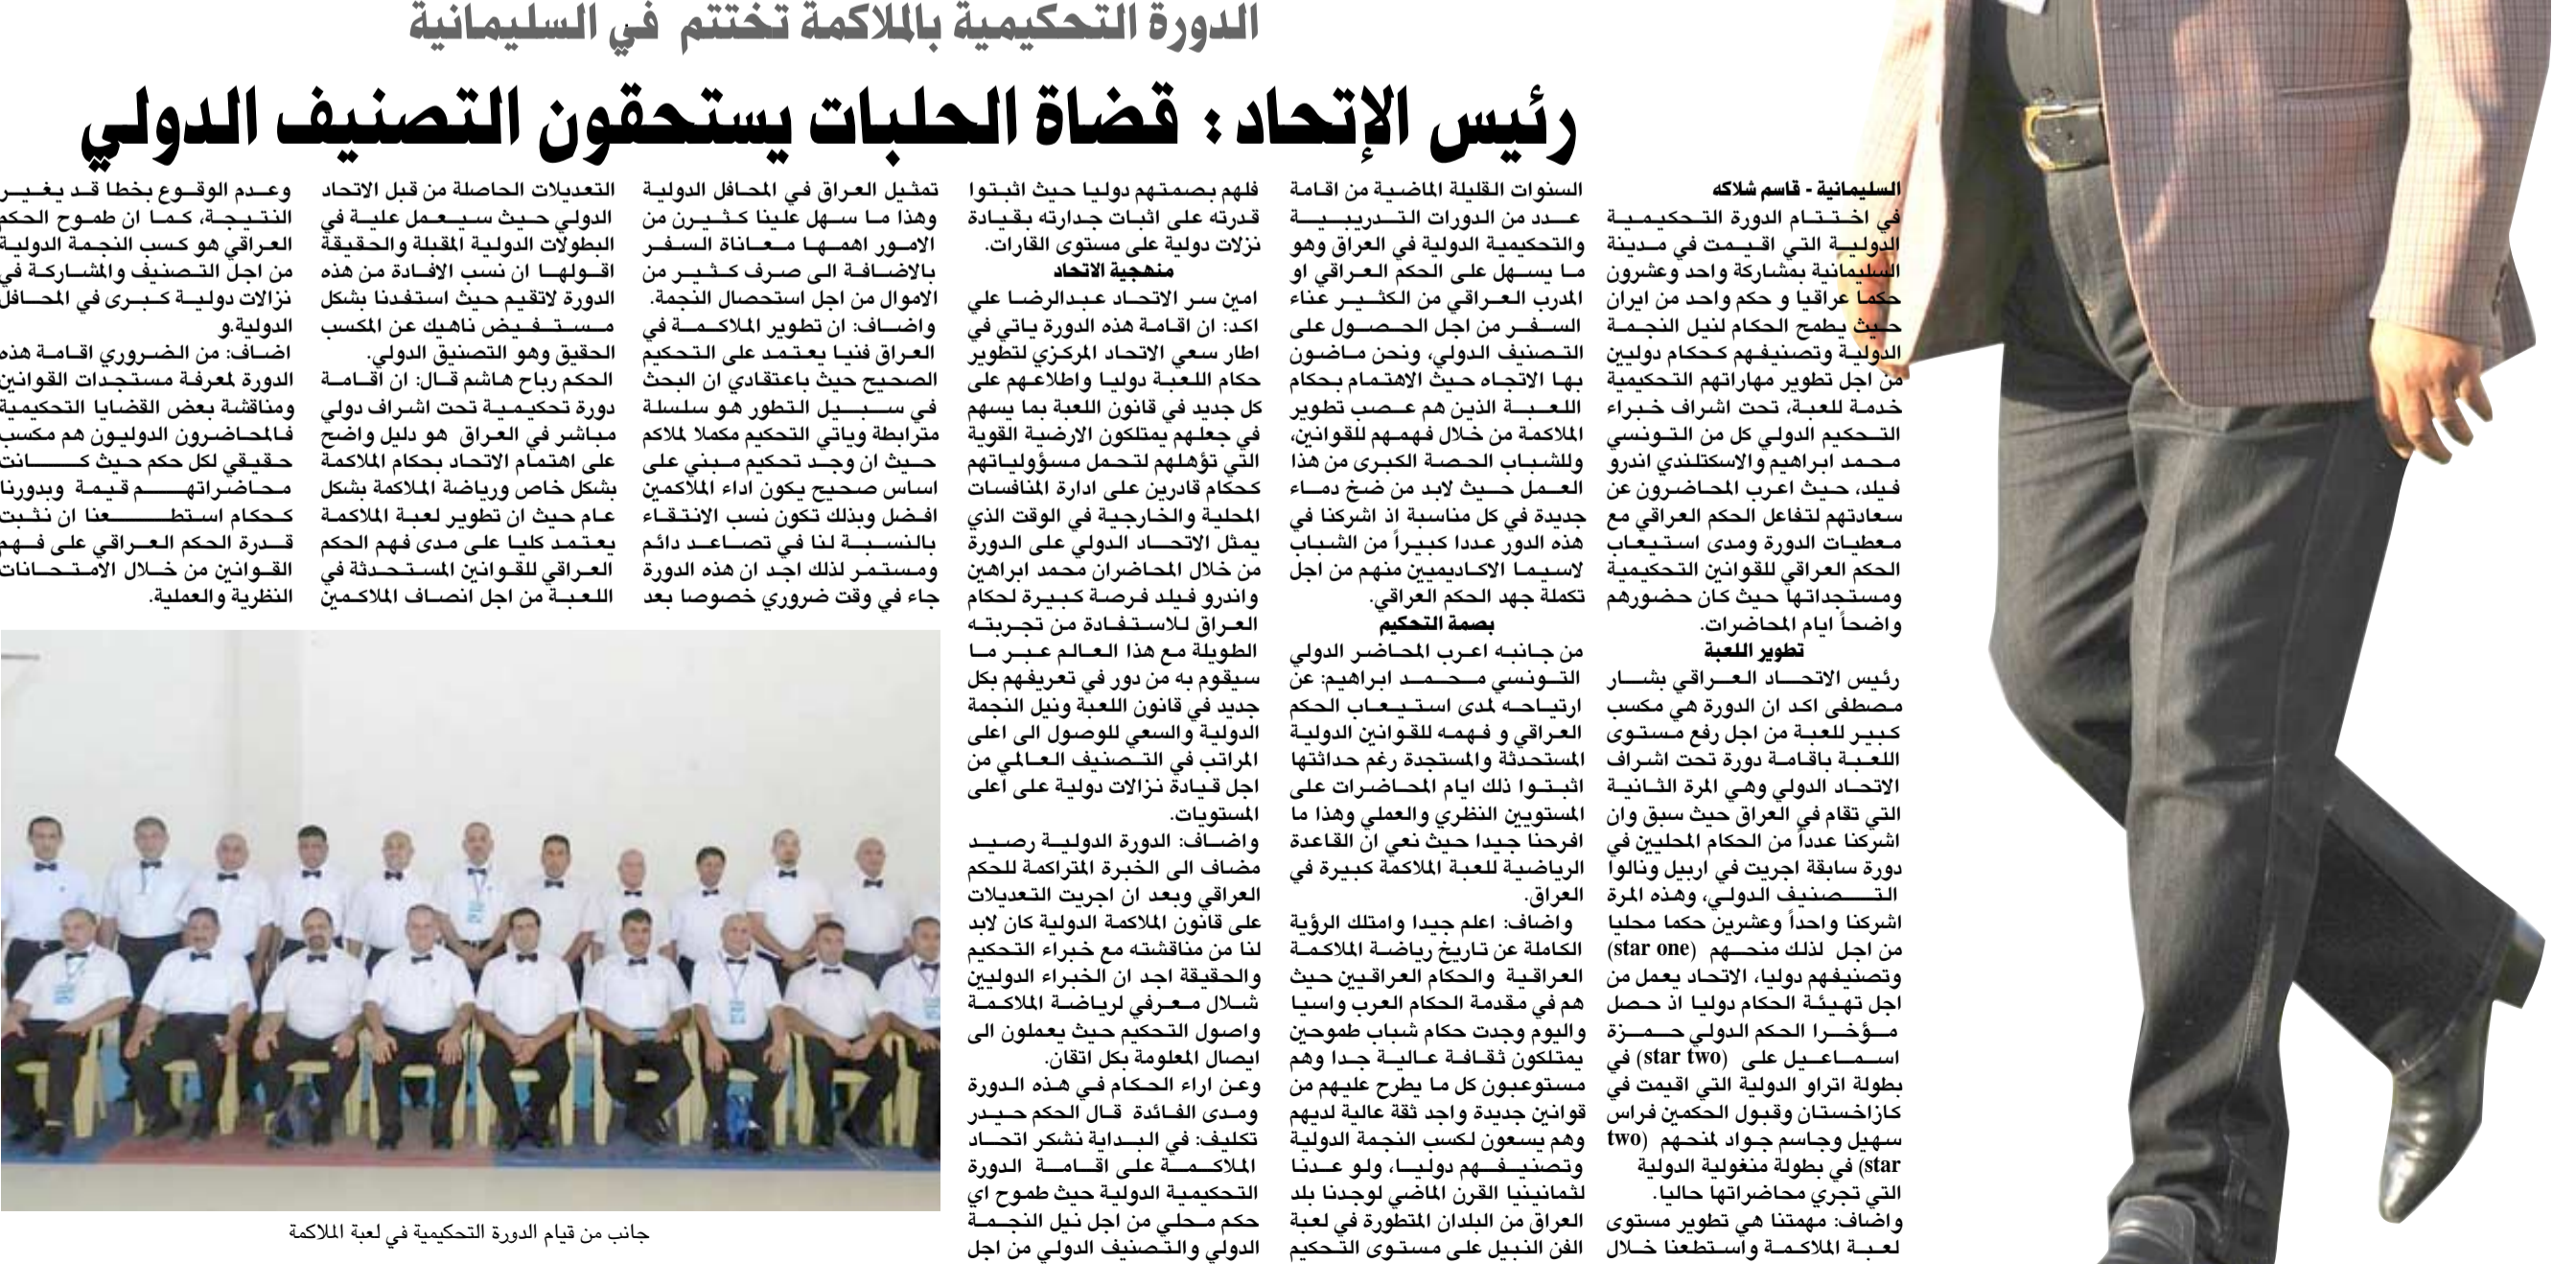 الدورة التحكيمية بالملاكمة تختتم في السليمانية
رئيس الإتحاد: قضاة الحلبات يستحقون التصنيف الدولي
السليمانية - قاسم شلاكه
في اختتام الدورة التحكيمية
الدولية التي اقيمت في مدينة
السليمانية بمشاركة واحد وعشرون
حكما عراقيا و حكم واحد من ايران
حيث يطمح الحكام لنيل النجمة
الدولية وتصنيفهم كحكام دوليين
من اجل تطوير مهاراتهم التحكيمية
خدمة للعبة، تحت اشراف خبراء
التحكيم الدولي كل من التونسي
محمد ابراهيم والاسكتلندي اندرو
فيلد، حيث اعرب المحاضرون عن
سعادتهم لتفاعل الحكم العراقي مع
معطيات الدورة ومدى استيعاب
الحكم العراقي للقوانين التحكيمية
ومستجداتها حيث كان حضورهم
واضحاً ايام المحاضرات.
تطوير اللعبة
رئيس الاتحاد العراقي بشار
مصطفى اكد ان الدورة هي مكسب
كبير للعبة من اجل رفع مستوى
اللعبة باقامة دورة تحت اشراف
الاتحاد الدولي وهي المرة الثانية
التي تقام في العراق حيث سبق وان
اشركنا عدداً من الحكام المحليين في
دورة سابقة اجريت في اربيل ونالوا
التصنيف الدولي، وهذه المرة
اشركنا واحداً وعشرين حكما محليا
من اجل لذلك منحهم (star one)
وتصنيفهم دوليا، الاتحاد يعمل من
اجل تهيئة الحكام دوليا اذ حصل
مؤخرا الحكم الدولي حمزة
اسماعيل على (star two) في
بطولة اتراو الدولية التي اقيمت في
كازاخستان وقبول الحكمين فراس
سهيل وجاسم جواد لمنحهم (two
star) في بطولة منغولية الدولية
التي تجري محاضراتها حاليا.
واضاف: مهمتنا هي تطوير مستوى
لعبة الملاكمة واستطعنا خلال
السنوات القليلة الماضية من اقامة
عدد من الدورات التدريبية
والتحكيمية الدولية في العراق وهو
ما يسهل على الحكم العراقي او
المدرب العراقي من الكثير عناء
السفر من اجل الحصول على
التصنيف الدولي، ونحن ماضون
بها الاتجاه حيث الاهتمام بحكام
اللعبة الذين هم عصب تطوير
الملاكمة من خلال فهمهم للقوانين،
وللشباب الحصة الكبرى من هذا
العمل حيث لابد من ضخ دماء
جديدة في كل مناسبة اذ اشركنا في
هذه الدور عددا كبيراً من الشباب
لاسيما الاكاديميين منهم من اجل
تكملة جهد الحكم العراقي.
بصمة التحكيم
من جانبه اعرب المحاضر الدولي
التونسي محمد ابراهيم: عن
ارتياحه لمدى استيعاب الحكم
العراقي و فهمه للقوانين الدولية
المستحدثة والمستجدة رغم حداثتها
اثبتوا ذلك ايام المحاضرات على
المستويين النظري والعملي وهذا ما
افرحنا جيدا حيث نعي ان القاعدة
الرياضية للعبة الملاكمة كبيرة في
العراق.
واضاف: اعلم جيدا وامتلك الرؤية
الكاملة عن تاريخ رياضة الملاكمة
العراقية والحكام العراقيين حيث
هم في مقدمة الحكام العرب واسيا
واليوم وجدت حكام شباب طموحين
يمتلكون ثقافة عالية جدا وهم
مستوعبون كل ما يطرح عليهم من
قوانين جديدة واجد ثقة عالية لديهم
وهم يسعون لكسب النجمة الدولية
وتصنيفهم دوليا، ولو عدنا
لثمانينيا القرن الماضي لوجدنا بلد
العراق من البلدان المتطورة في لعبة
الفن النبيل على مستوى التحكيم
فلهم بصمتهم دوليا حيث اثبتوا
قدرته على اثبات جدارته بقيادة
نزلات دولية على مستوى القارات.
منهجية الاتحاد
امين سر الاتحاد عبدالرضا علي
اكد: ان اقامة هذه الدورة ياتي في
اطار سعي الاتحاد المركزي لتطوير
حكام اللعبة دوليا واطلاعهم على
كل جديد في قانون اللعبة بما يسهم
في جعلهم يمتلكون الارضية القوية
التي تؤهلهم لتحمل مسؤولياتهم
كحكام قادرين على ادارة المنافسات
المحلية والخارجية في الوقت الذي
يمثل الاتحاد الدولي على الدورة
من خلال المحاضران محمد ابراهين
واندرو فيلد فرصة كبيرة لحكام
العراق للاستفادة من تجربته
الطويلة مع هذا العالم عبر ما
سيقوم به من دور في تعريفهم بكل
جديد في قانون اللعبة ونيل النجمة
الدولية والسعي للوصول الى اعلى
المراتب في التصنيف العالمي من
اجل قيادة نزالات دولية على اعلى
المستويات.
واضاف: الدورة الدولية رصيد
مضاف الى الخبرة المتراكمة للحكم
العراقي وبعد ان اجريت التعديلات
على قانون الملاكمة الدولية كان لابد
لنا من مناقشته مع خبراء التحكيم
والحقيقة اجد ان الخبراء الدوليين
شلال معرفي لرياضة الملاكمة
واصول التحكيم حيث يعملون الى
ايصال المعلومة بكل اتقان.
وعن اراء الحكام في هذه الدورة
ومدى الفائدة قال الحكم حيدر
تكليف: في البداية نشكر اتحاد
الملاكمة على اقامة الدورة
التحكيمية الدولية حيث طموح اي
حكم محلي من اجل نيل النجمة
الدولي والتصنيف الدولي من اجل
تمثيل العراق في المحافل الدولية
وهذا ما سهل علينا كثيرن من
الامور اهمها معاناة السفر
بالاضافة الى صرف كثير من
الاموال من اجل استحصال النجمة.
واضاف: ان تطوير الملاكمة في
العراق فنيا يعتمد على التحكيم
الصحيح حيث باعتقادي ان البحث
في سبيل التطور هو سلسلة
مترابطة وياتي التحكيم مكملا لملاكم
حيث ان وجد تحكيم مبني على
اساس صحيح يكون اداء الملاكمين
افضل وبذلك تكون نسب الانتقاء
بالنسبة لنا في تصاعد دائم
ومستمر لذلك اجد ان هذه الدورة
جاء في وقت ضروري خصوصا بعد
التعديلات الحاصلة من قبل الاتحاد
الدولي حيث سيعمل علية في
البطولات الدولية المقبلة والحقيقة
اقولها ان نسب الافادة من هذه
الدورة لاتقيم حيث استفدنا بشكل
مستفيض ناهيك عن المكسب
الحقيق وهو التصنيق الدولي.
الحكم رباح هاشم قال: ان اقامة
دورة تحكيمية تحت اشراف دولي
مباشر في العراق هو دليل واضح
على اهتمام الاتحاد بحكام الملاكمة
بشكل خاص ورياضة الملاكمة بشكل
عام حيث ان تطوير لعبة الملاكمة
يعتمد كليا على مدى فهم الحكم
العراقي للقوانين المستحدثة في
اللعبة من اجل انصاف الملاكمين
وعدم الوقوع بخطا قد يغيير
النتيجة، كما ان طموح الحكم
العراقي هو كسب النجمة الدولية
من اجل التصنيف والمشاركة في
نزالات دولية كبرى في المحافل
الدولية.و
اضاف: من الضروري اقامة هذه
الدورة لمعرفة مستجدات القوانين
ومناقشة بعض القضايا التحكيمية
فالمحاضرون الدوليون هم مكسب
حقيقي لكل حكم حيث كانت
محاضراتهم قيمة وبدورنا
كحكام استطعنا ان نثبت
قدرة الحكم العراقي على فهم
القوانين من خلال الامتحانات
النظرية والعملية.
جانب من قيام الدورة التحكيمية في لعبة الملاكمة